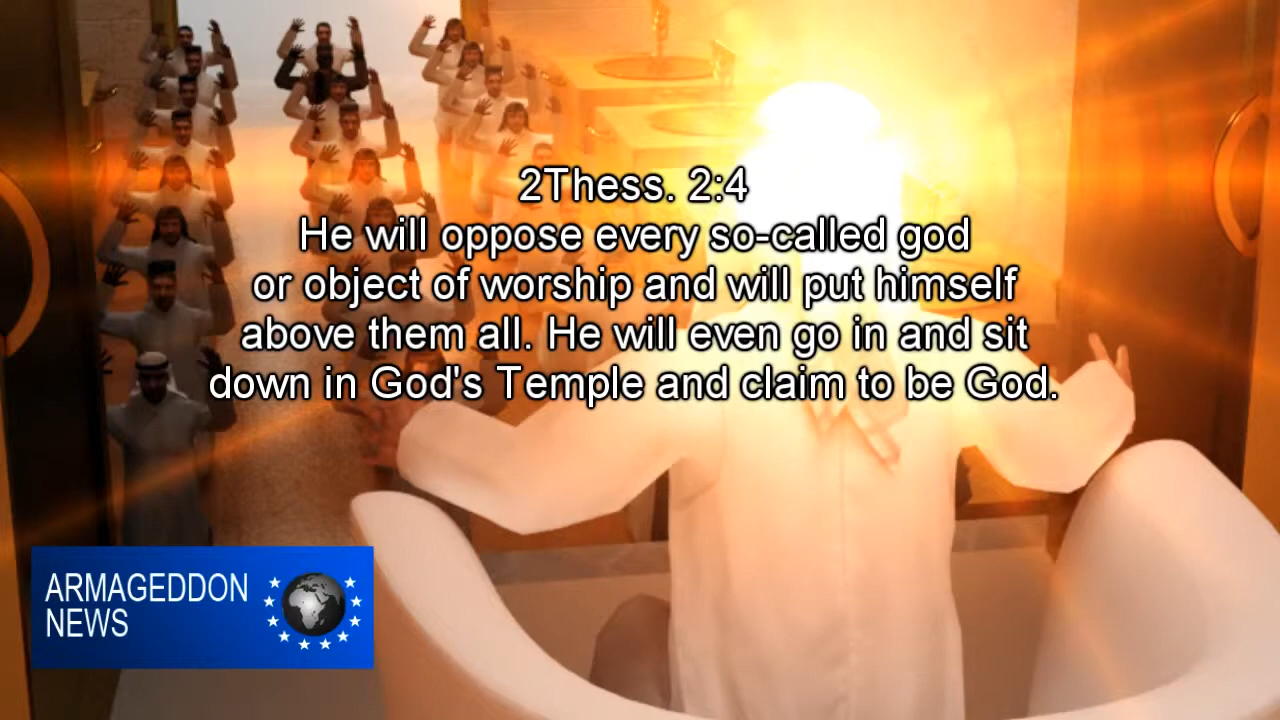 2Thess. 2:4
He will oppose every so-called god
or object of worship and will put himself
above them all. He will even go in and sit
down in God's Temple and claim to be God.
ARMAGEDDON
NEWS